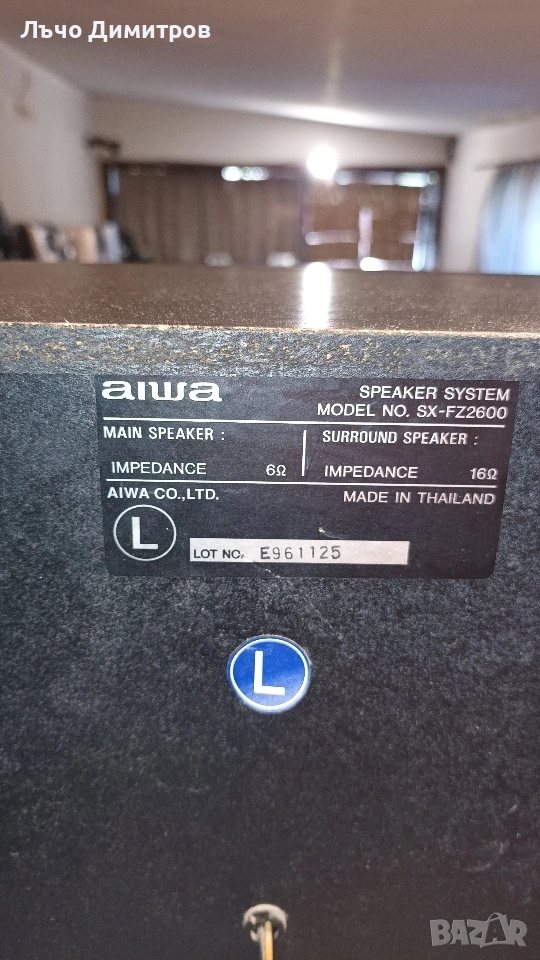 Лъчо Димитров
aiwa
SPEAKER SYSTEM
MODEL NO. SX-FZ2600
MAIN SPEAKER :
IMPEDANCE 6Ω
SURROUND SPEAKER :
IMPEDANCE 16Ω
AIWA CO.,LTD.
MADE IN THAILAND
L
LOT NO. E961125
L
BAZAR